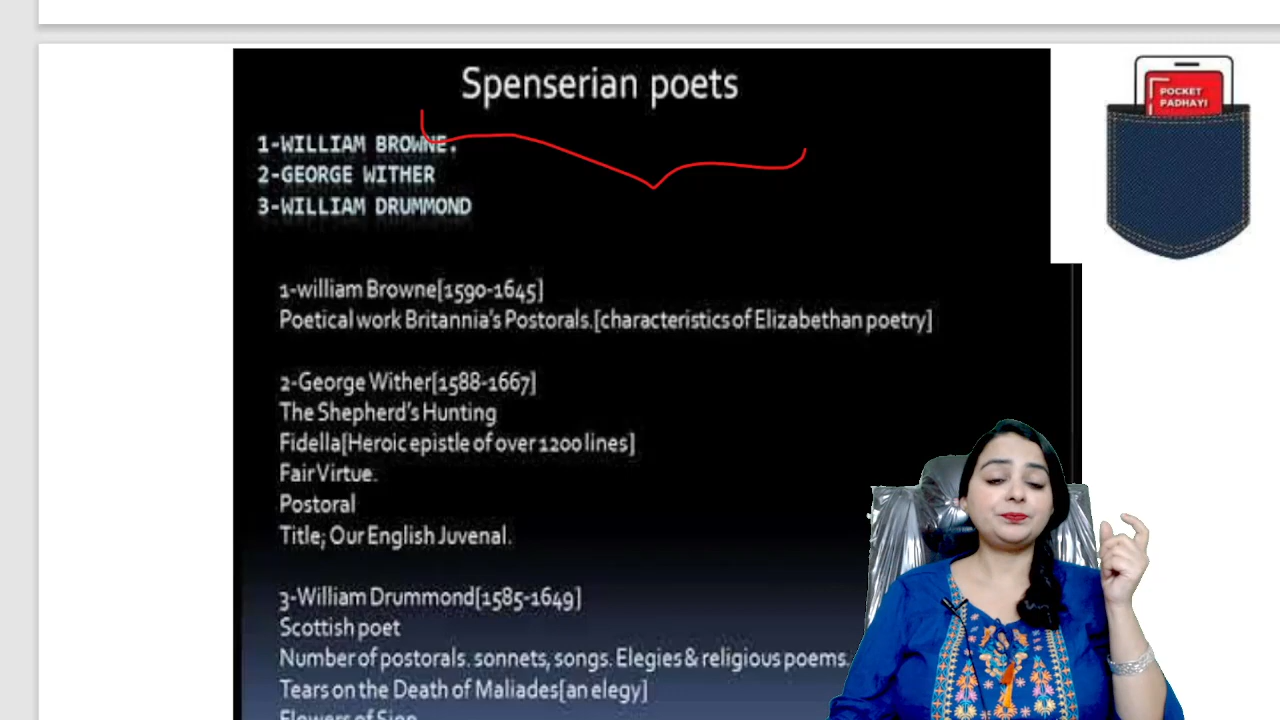 Spenserian poets
1-WILLIAM BROWNE.
2-GEORGE WITHER
3-WILLIAM DRUMMOND
1-william Browne[1590-1645]
Poetical work Britannia's Postorals.[characteristics of Elizabethan poetry]
2-George Wither[1588-1667]
The Shepherd's Hunting
Fidella[Heroic epistle of over 1200 lines]
Fair Virtue.
Postoral
Title; Our English Juvenal.
3-William Drummond[1585-1649]
Scottish poet
Number of postorals. sonnets, songs. Elegies & religious poems.
Tears on the Death of Maliades[an elegy]
Flowers of Sion
POCKET
PADHAYI